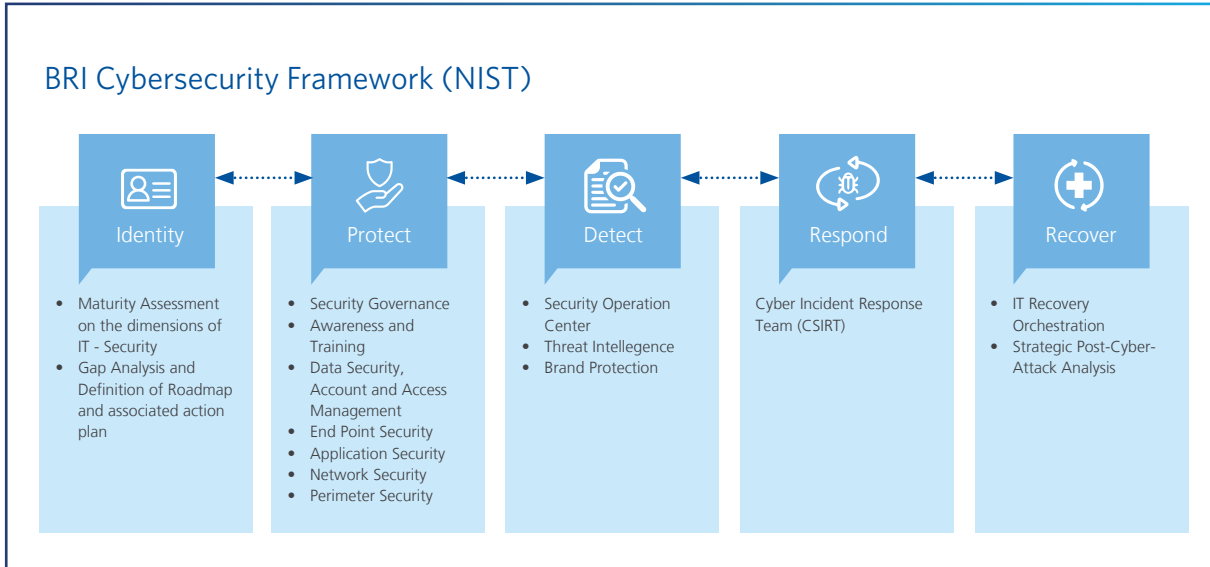 BRI Cybersecurity Framework (NIST)
Identity
• Maturity Assessment
on the dimensions of
IT - Security
• Gap Analysis and
Definition of Roadmap
and associated action
plan
Protect
• Security Governance
• Awareness and
Training
• Data Security,
Account and Access
Management
• End Point Security
• Application Security
• Network Security
• Perimeter Security
Detect
• Security Operation
Center
• Threat Intellegence
• Brand Protection
Respond
Cyber Incident Response
Team (CSIRT)
Recover
• IT Recovery
Orchestration
• Strategic Post-Cyber-
Attack Analysis